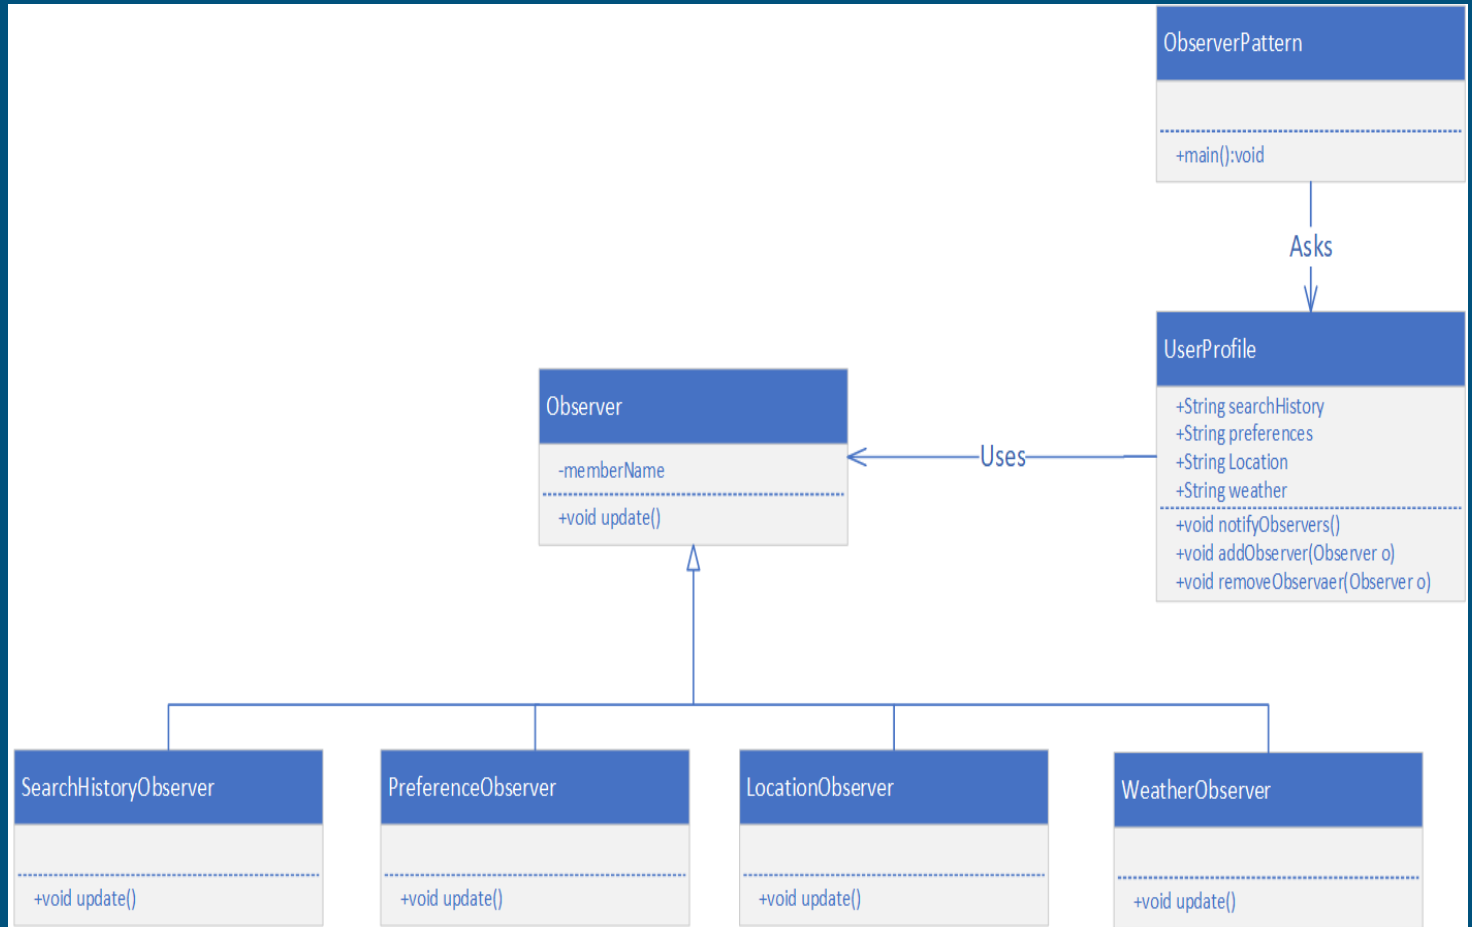 ObserverPattern
+main():void
Asks
UserProfile
+String searchHistory
+String preferences
+String Location
+String weather
+void notifyObservers()
+void addObserver(Observer o)
+void removeObservaer(Observer o)
Uses
Observer
-memberName
+void update()
SearchHistoryObserver
+void update()
PreferenceObserver
+void update()
LocationObserver
+void update()
WeatherObserver
+void update()